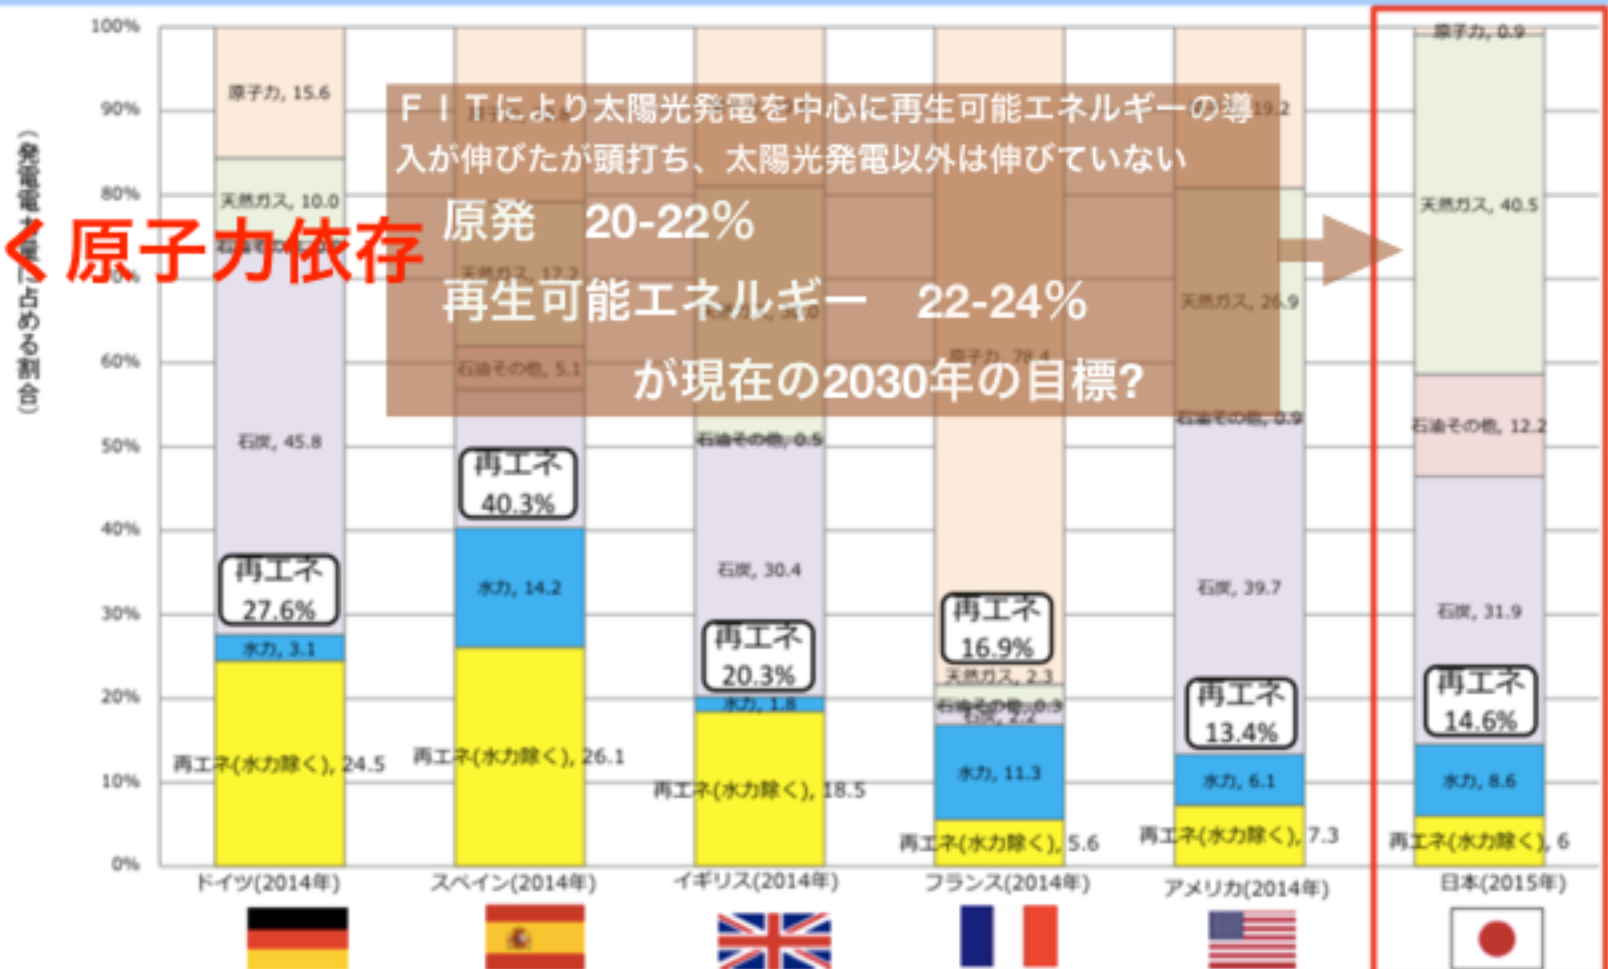 100%
90%
80%
60%
50%
40%
30%
20%
10%
0%
占める割合）
く原子力依存
ＦＩＴにより太陽光発電を中心に再生可能エネルギーの導
入が伸びたが頭打ち、太陽光発電以外は伸びていない
原発　20-22%
再生可能エネルギー　22-24%
が現在の2030年の目標?
原子力, 15.6
天然ガス, 10.0
石炭, 45.8
再エネ
27.6%
水力, 3.1
再エネ(水力除く), 24.5
ドイツ(2014年)
天然ガス, 17.2
石油その他, 5.1
再エネ
40.3%
水力, 14.2
再エネ(水力除く), 26.1
スペイン(2014年)
石油その他, 0.5
石炭, 30.4
再エネ
20.3%
水力, 1.8
再エネ(水力除く), 18.5
イギリス(2014年)
原子力, 78.4
再エネ
16.9%
天然ガス, 2.3
石油その他, 0.3
石炭, 2.2
水力, 11.3
再エネ(水力除く), 5.6
フランス(2014年)
19.2
天然ガス, 26.9
石油その他, 0.9
石炭, 39.7
再エネ
13.4%
水力, 6.1
再エネ(水力除く), 7.3
アメリカ(2014年)
原子力, 0.9
天然ガス, 40.5
石油その他, 12.2
石炭, 31.9
再エネ
14.6%
水力, 8.6
再エネ(水力除く), 6
日本(2015年)